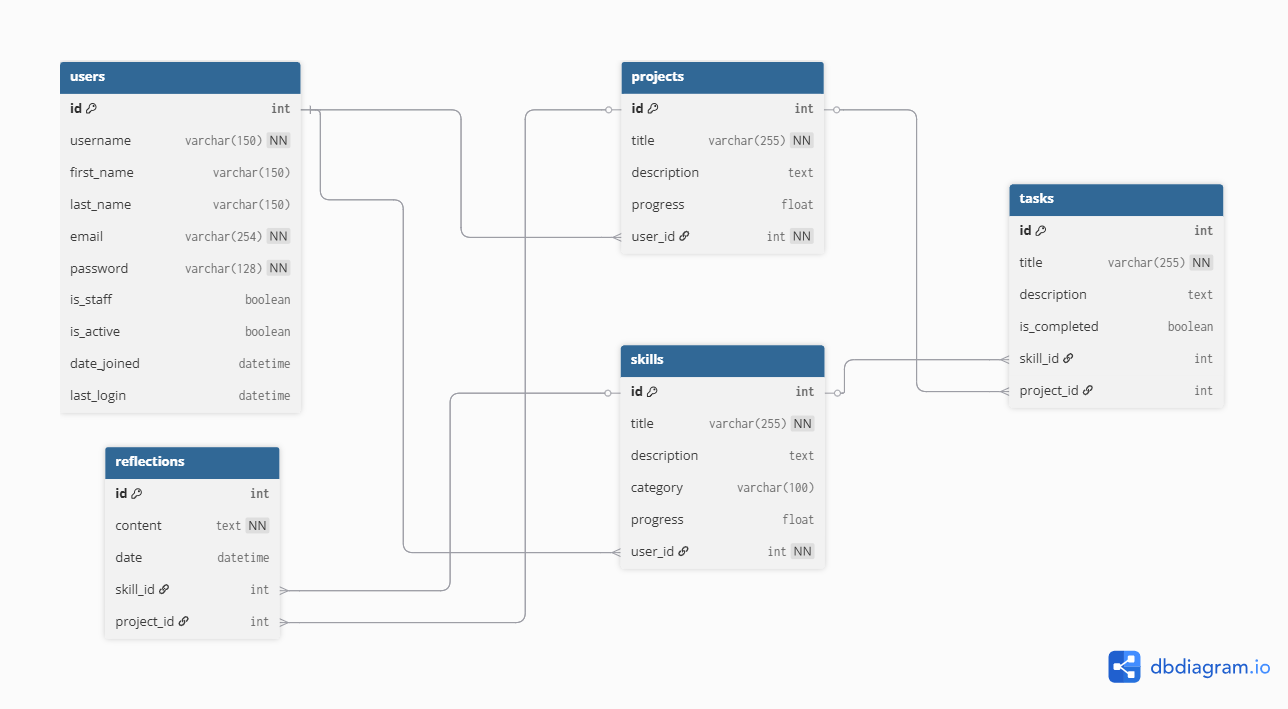 users
id int
username varchar(150) NN
first_name varchar(150)
last_name varchar(150)
email varchar(254) NN
password varchar(128) NN
is_staff boolean
is_active boolean
date_joined datetime
last_login datetime
reflections
id int
content text NN
date datetime
skill_id int
project_id int
projects
id int
title varchar(255) NN
description text
progress float
user_id int NN
skills
id int
title varchar(255) NN
description text
category varchar(100)
progress float
user_id int NN
tasks
id int
title varchar(255) NN
description text
is_completed boolean
skill_id int
project_id int
dbdiagram.io